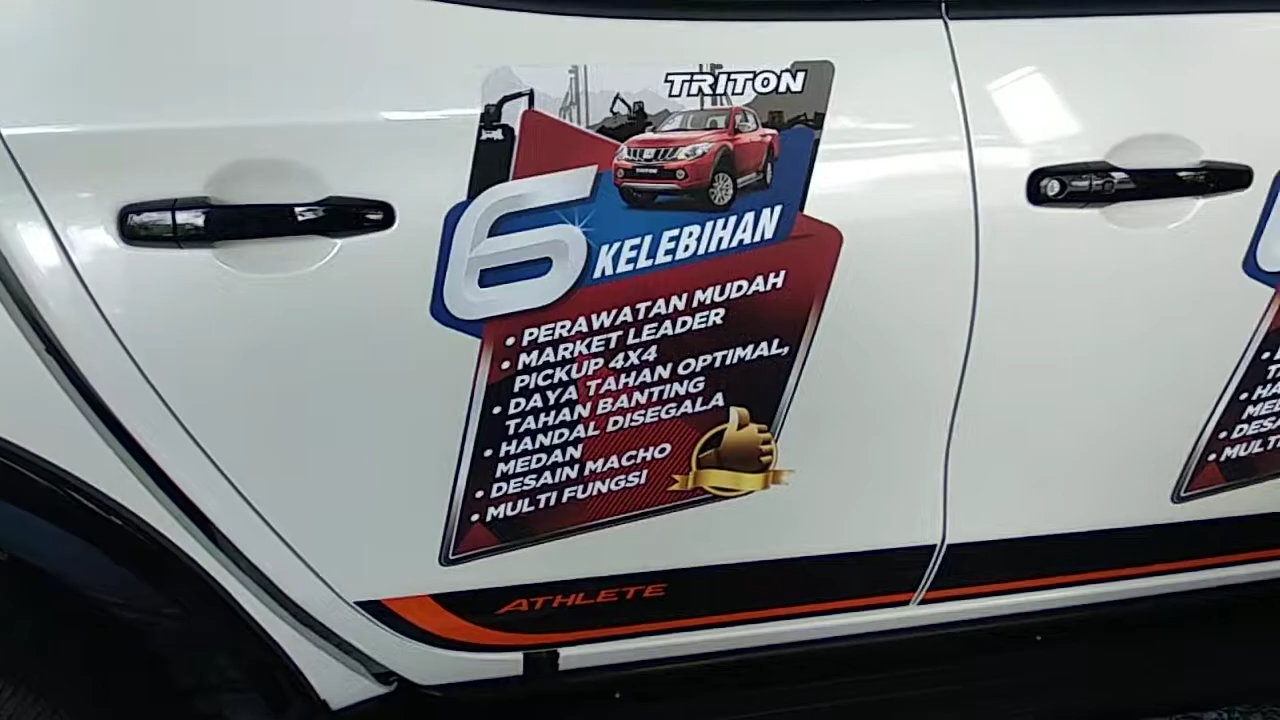 TRITON
6 KELEBIHAN
• PERAWATAN MUDAH
• MARKET LEADER
PICKUP 4X4
• DAYA TAHAN OPTIMAL,
TAHAN BANTING
• HANDAL DISEGALA
MEDAN
• DESAIN MACHO
• MULTI FUNGSI
ATHLETE